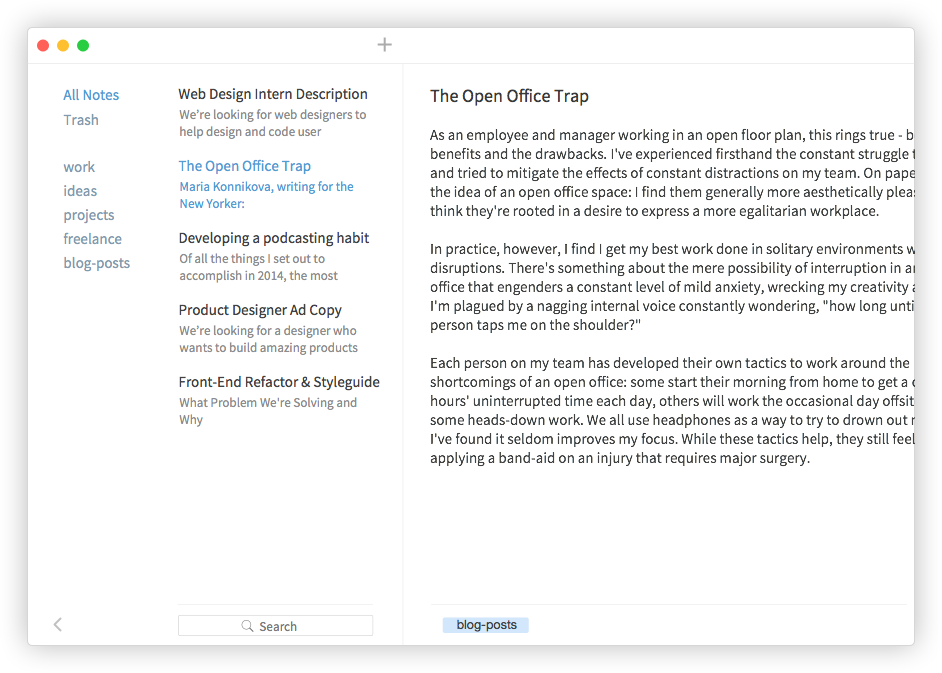 All Notes
Trash
work
ideas
projects
freelance
blog-posts
Web Design Intern Description
We're looking for web designers to
help design and code user
The Open Office Trap
Maria Konnikova, writing for the
New Yorker:
Developing a podcasting habit
Of all the things I set out to
accomplish in 2014, the most
Product Designer Ad Copy
We're looking for a designer who
wants to build amazing products
Front-End Refactor & Styleguide
What Problem We're Solving and
Why
Search
The Open Office Trap
As an employee and manager working in an open floor plan, this rings true -
benefits and the drawbacks. I've experienced firsthand the constant struggle
and tried to mitigate the effects of constant distractions on my team. On pape
the idea of an open office space: I find them generally more aesthetically plea
think they're rooted in a desire to express a more egalitarian workplace.
In practice, however, I find I get my best work done in solitary environments
disruptions. There's something about the mere possibility of interruption in
office that engenders a constant level of mild anxiety, wrecking my creativity
I'm plagued by a nagging internal voice constantly wondering, "how long unti
person taps me on the shoulder?"
Each person on my team has developed their own tactics to work around the
shortcomings of an open office: some start their morning from home to get a
hours' uninterrupted time each day, others will work the occasional day offsit
some heads-down work. We all use headphones as a way to try to drown out
I've found it seldom improves my focus. While these tactics help, they still feel
applying a band-aid on an injury that requires major surgery.
blog-posts